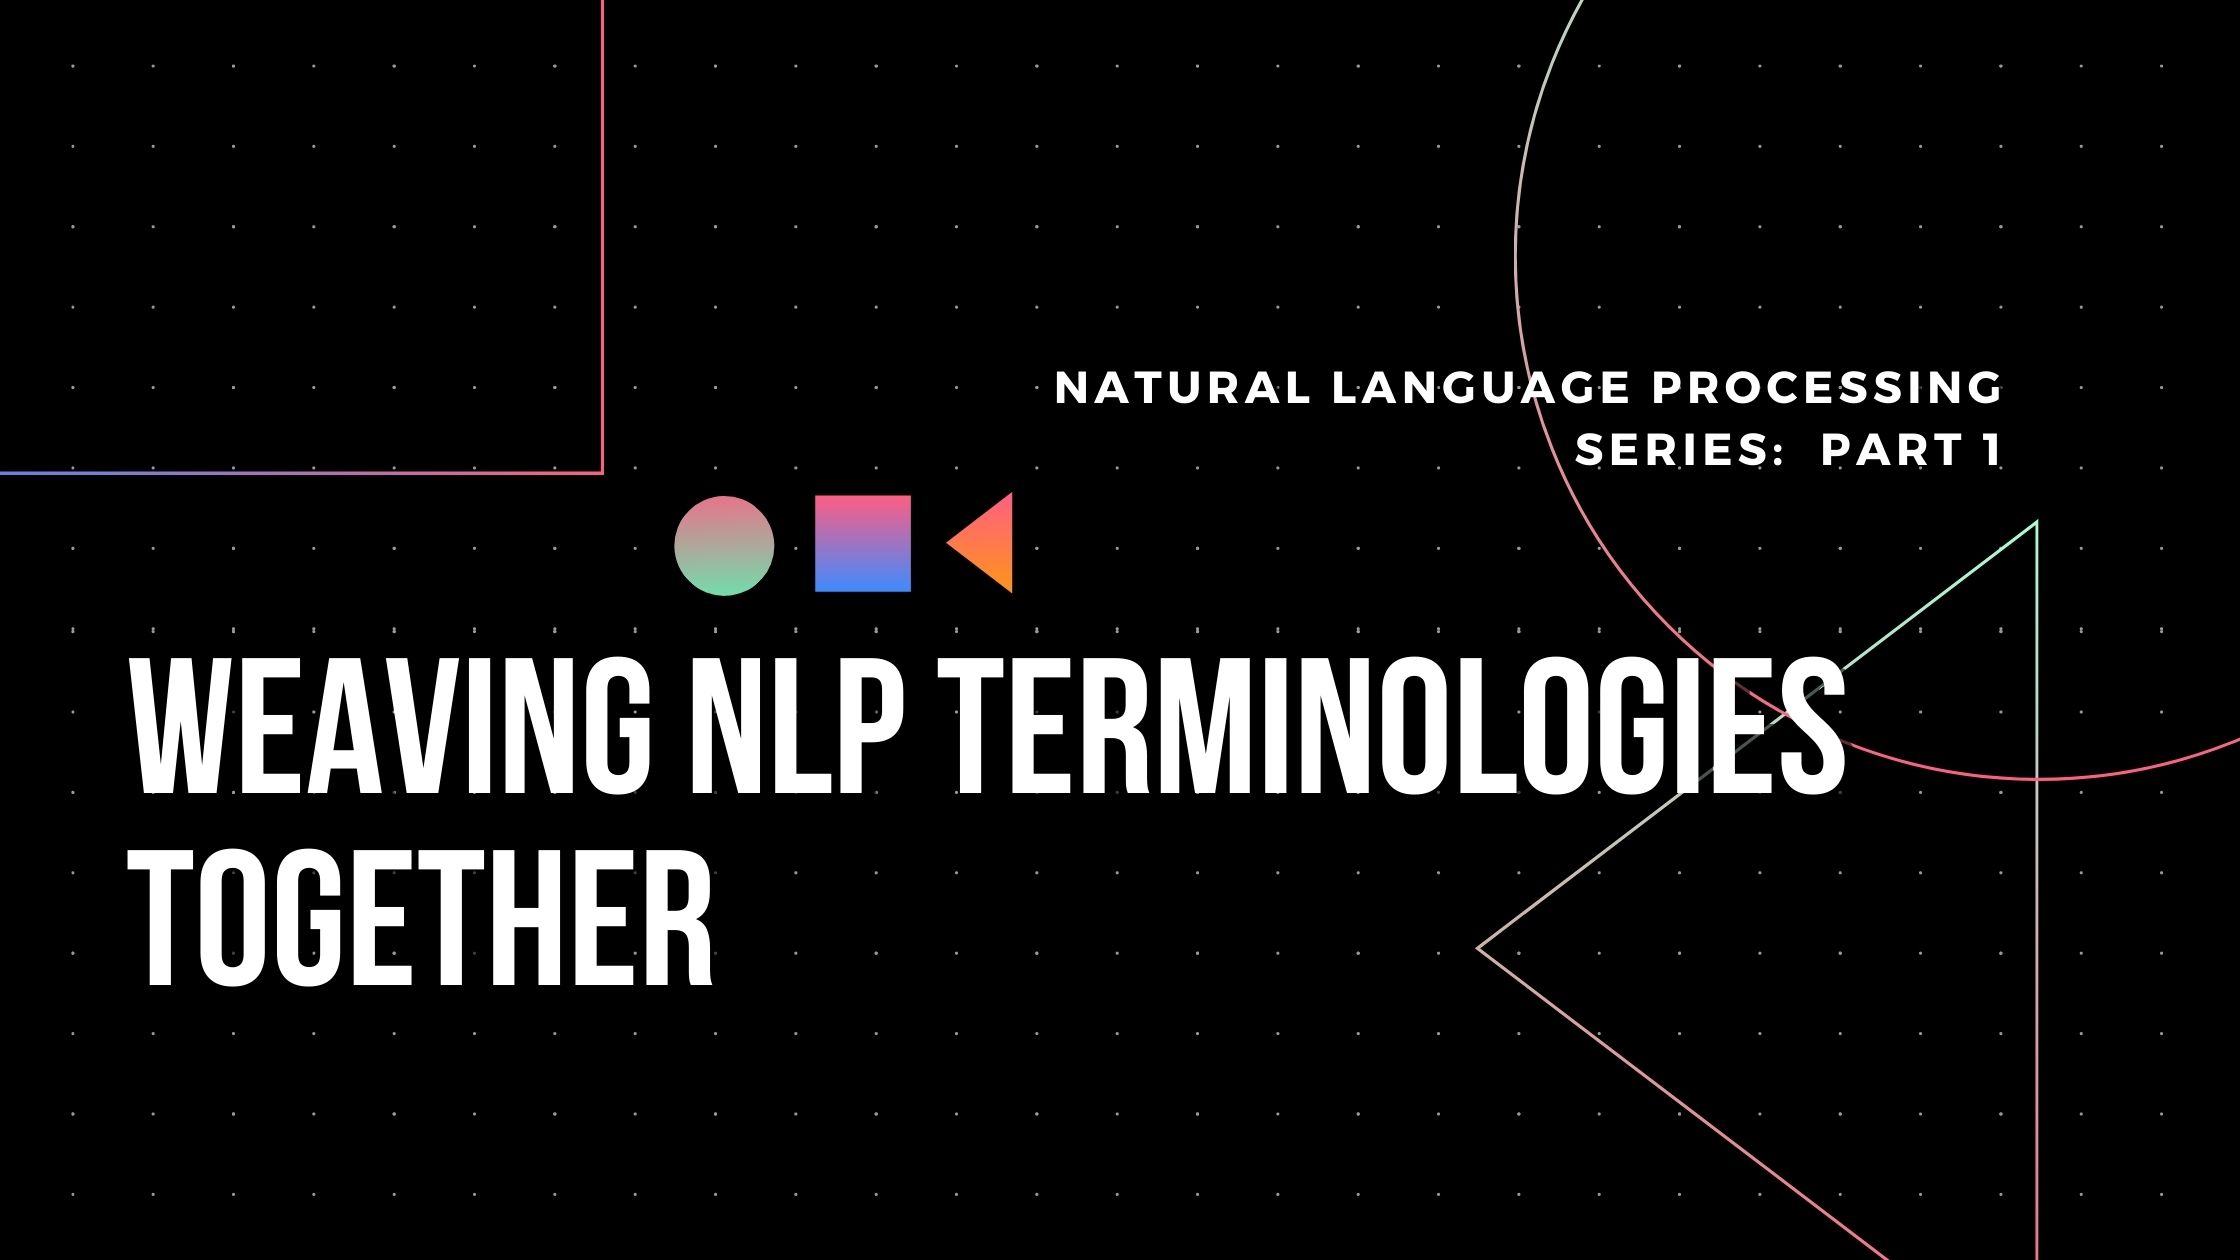 NATURAL LANGUAGE PROCESSING
SERIES: PART 1
WEAVING NLP TERMINOLOGIES
TOGETHER